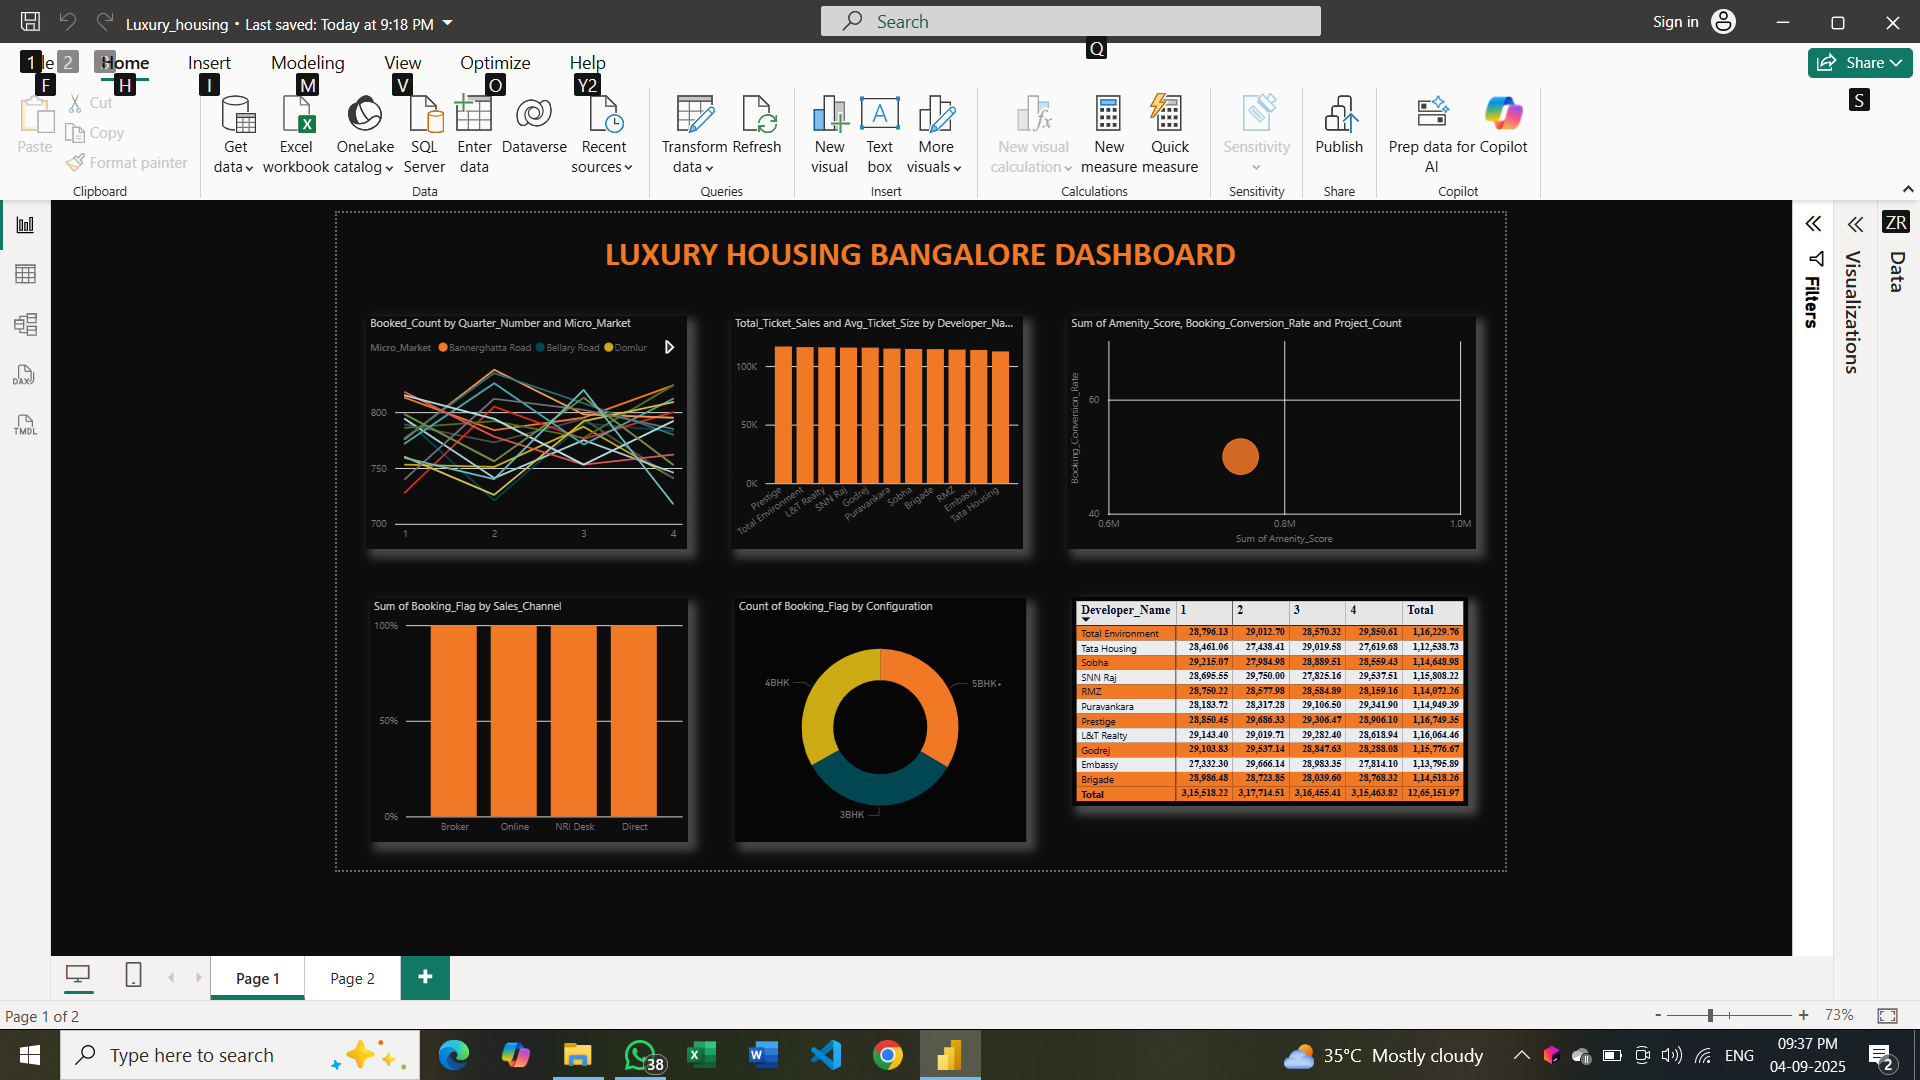 Luxury_housing • Last saved: Today at 9:18 PM
Search
Sign in
1
2
Home
Insert
Modeling
View
Optimize
Help
Q
Share
F
H
I
M
V
O
Y2
S
Paste
Cut
Copy
Format painter
Clipboard
Get data
Excel workbook
OneLake catalog
SQL Server
Enter data
Dataverse
Recent sources
Data
Transform data
Refresh
Queries
New visual
Text box
More visuals
Insert
New visual calculation
New measure
Quick measure
Calculations
Sensitivity
Sensitivity
Publish
Share
Prep data for AI
Copilot
Copilot
DAX
TMDL
ZR
Filters
Visualizations
Data
LUXURY HOUSING BANGALORE DASHBOARD
Booked_Count by Quarter_Number and Micro_Market
Micro_Market Bannerghatta Road Bellary Road Domlur
800
750
700
1 2 3 4
Total_Ticket_Sales and Avg_Ticket_Size by Developer_Na...
100K
50K
0K
Prestige
Total Environment
L&T Realty
SNN Raj
Godrej
Puravankara
Sobha
Brigade
RMZ
Embassy
Tata Housing
Sum of Amenity_Score, Booking_Conversion_Rate and Project_Count
Booking_Conversion_Rate
60
40
0.6M 0.8M 1.0M
Sum of Amenity_Score
Sum of Booking_Flag by Sales_Channel
100%
50%
0%
Broker Online NRI Desk Direct
Count of Booking_Flag by Configuration
4BHK
5BHK+
3BHK
Developer_Name 1 2 3 4 Total
Total Environment 28,796.13 29,012.70 28,570.32 29,850.61 1,16,229.76
Tata Housing 28,461.06 27,438.41 29,019.58 27,619.68 1,12,538.73
Sobha 29,215.07 27,984.98 28,889.51 28,559.43 1,14,648.98
SNN Raj 28,695.55 29,750.00 27,825.16 29,537.51 1,15,808.22
RMZ 28,750.22 28,577.98 28,584.89 28,159.16 1,14,072.26
Puravankara 28,183.72 28,317.28 29,106.50 29,341.90 1,14,949.39
Prestige 28,850.45 29,686.33 29,306.47 28,906.10 1,16,749.35
L&T Realty 29,143.40 29,019.71 29,282.40 28,618.94 1,16,064.46
Godrej 29,103.83 29,537.14 28,847.63 28,288.08 1,15,776.67
Embassy 27,332.30 29,666.14 28,983.35 27,814.10 1,13,795.89
Brigade 28,986.48 28,723.85 28,039.60 28,768.32 1,14,518.26
Total 3,15,518.22 3,17,714.51 3,16,455.41 3,15,463.82 12,65,151.97
Page 1
Page 2
+
Page 1 of 2
- + 73%
Type here to search
38
35°C Mostly cloudy
ENG
09:37 PM
04-09-2025
2